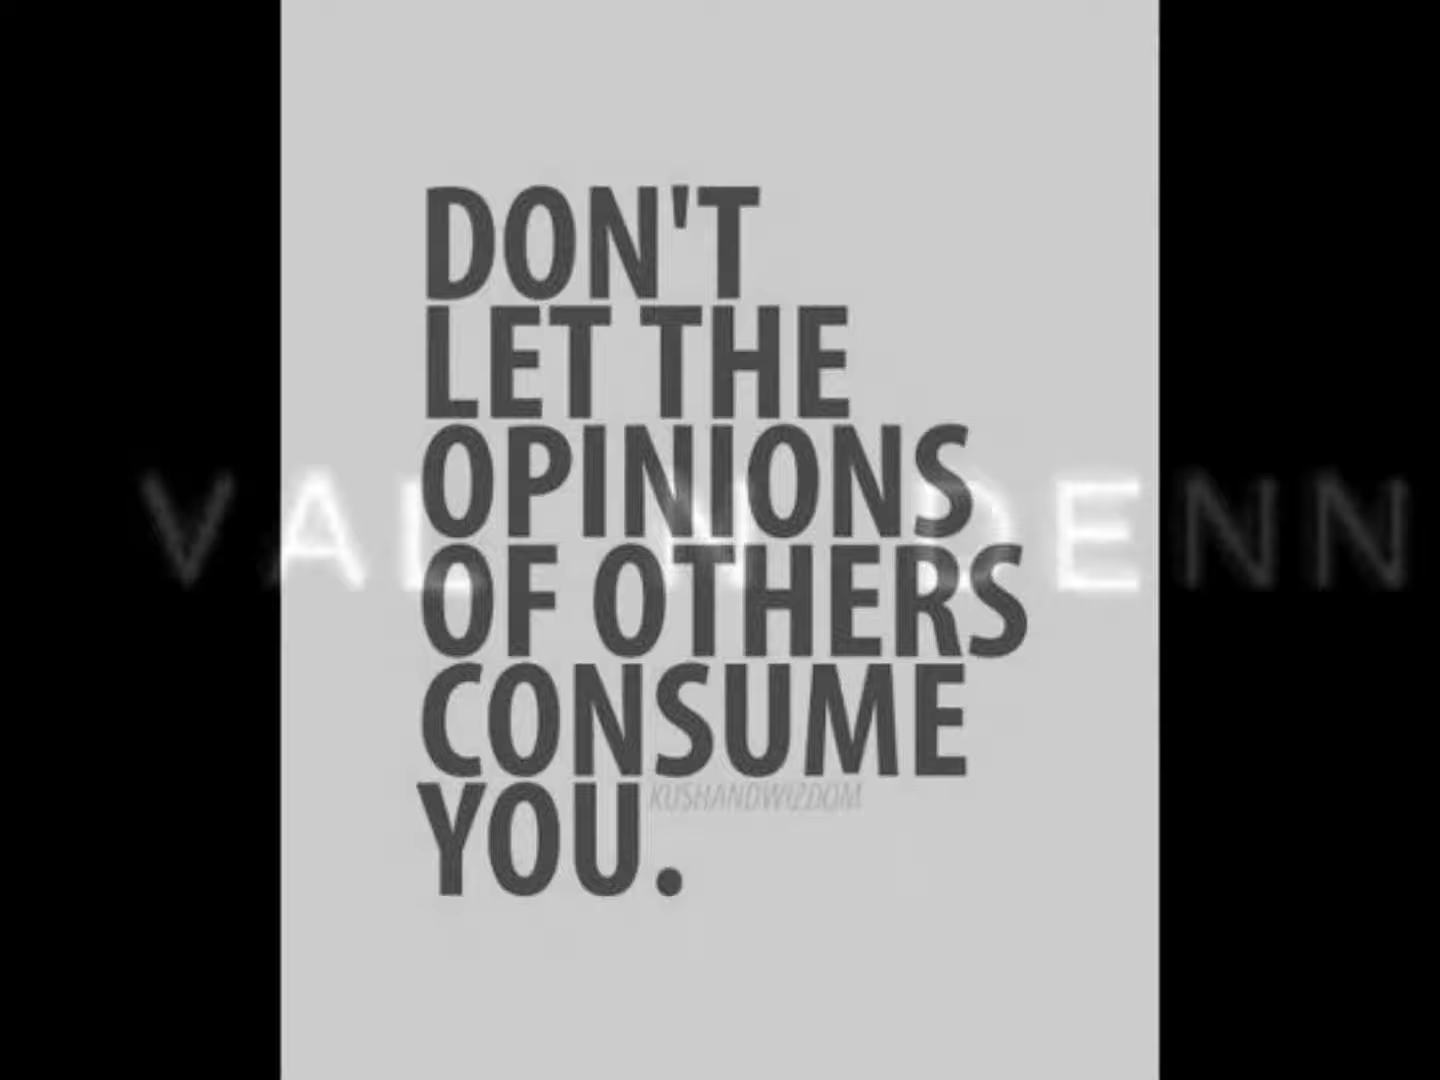 DON'T
LET THE
OPINIONS
OF OTHERS
CONSUME
YOU.
KUSHANDWIZDOM